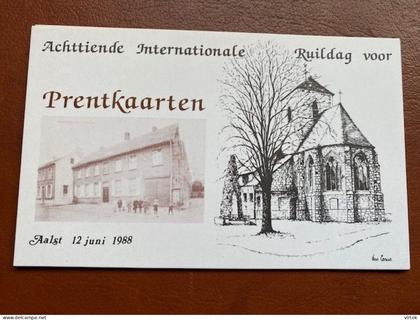 Achttiende Internationale Ruildag voor
Prentkaarten
Aalst 12 juni 1988